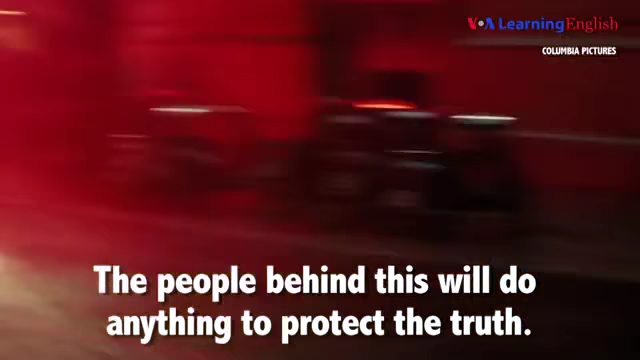 VOA Learning English
COLUMBIA PICTURES
The people behind this will do
anything to protect the truth.